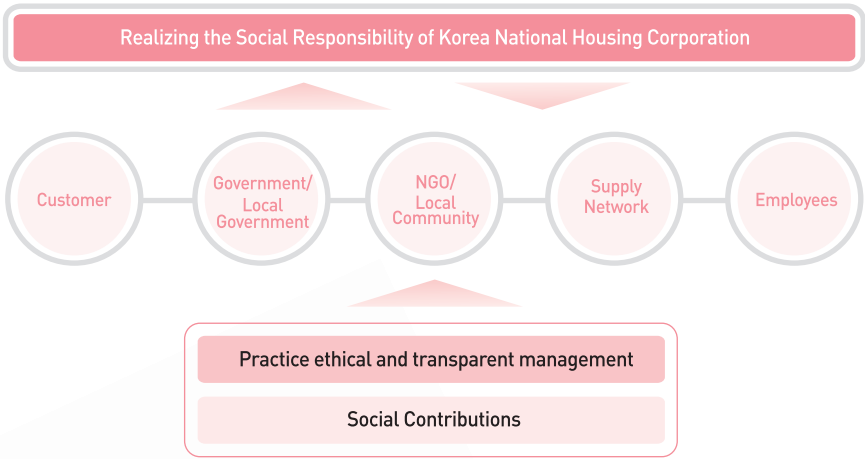 Realizing the Social Responsibility of Korea National Housing Corporation
Customer
Government/
Local
Government
NGO/
Local
Community
Supply
Network
Employees
Practice ethical and transparent management
Social Contributions